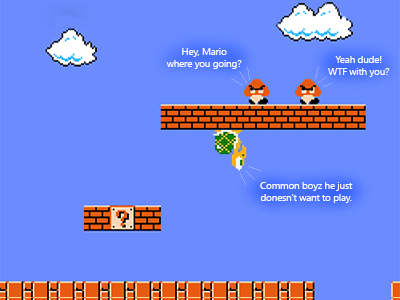 Hey, Mario
where you going?
Yeah dude!
WTF with you?
?
Common boyz he just
donesn't want to play.